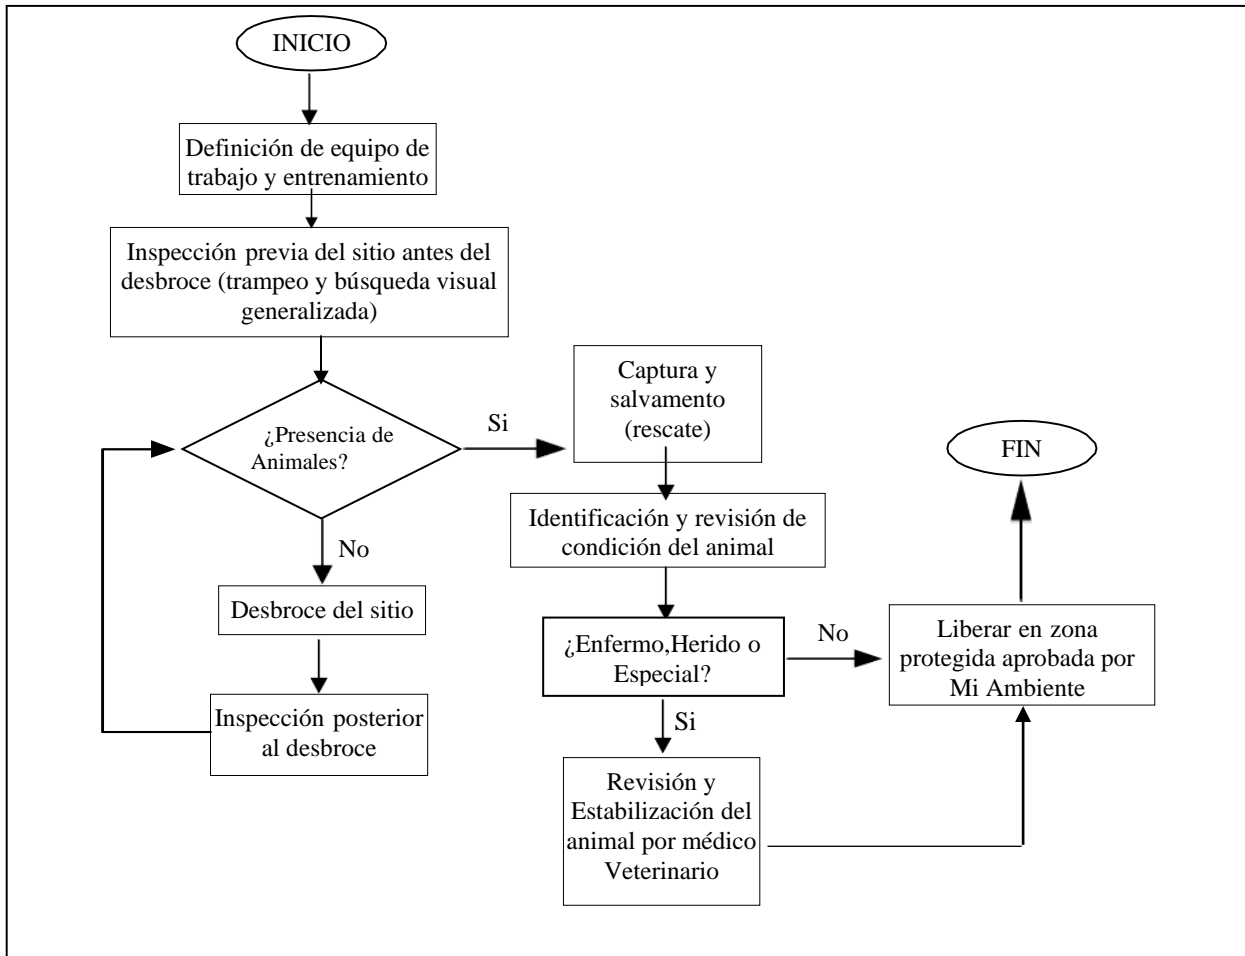 INICIO
Definición de equipo de
trabajo y entrenamiento
Inspección previa del sitio antes del
desbroce (trampeo y búsqueda visual
generalizada)
¿Presencia de
Animales?
Si
No
Desbroce del sitio
Inspección posterior
al desbroce
Captura y
salvamento
(rescate)
Identificación y revisión de
condición del animal
¿Enfermo,Herido o
Especial?
No
Si
Revisión y
Estabilización del
animal por médico
Veterinario
Liberar en zona
protegida aprobada por
Mi Ambiente
FIN